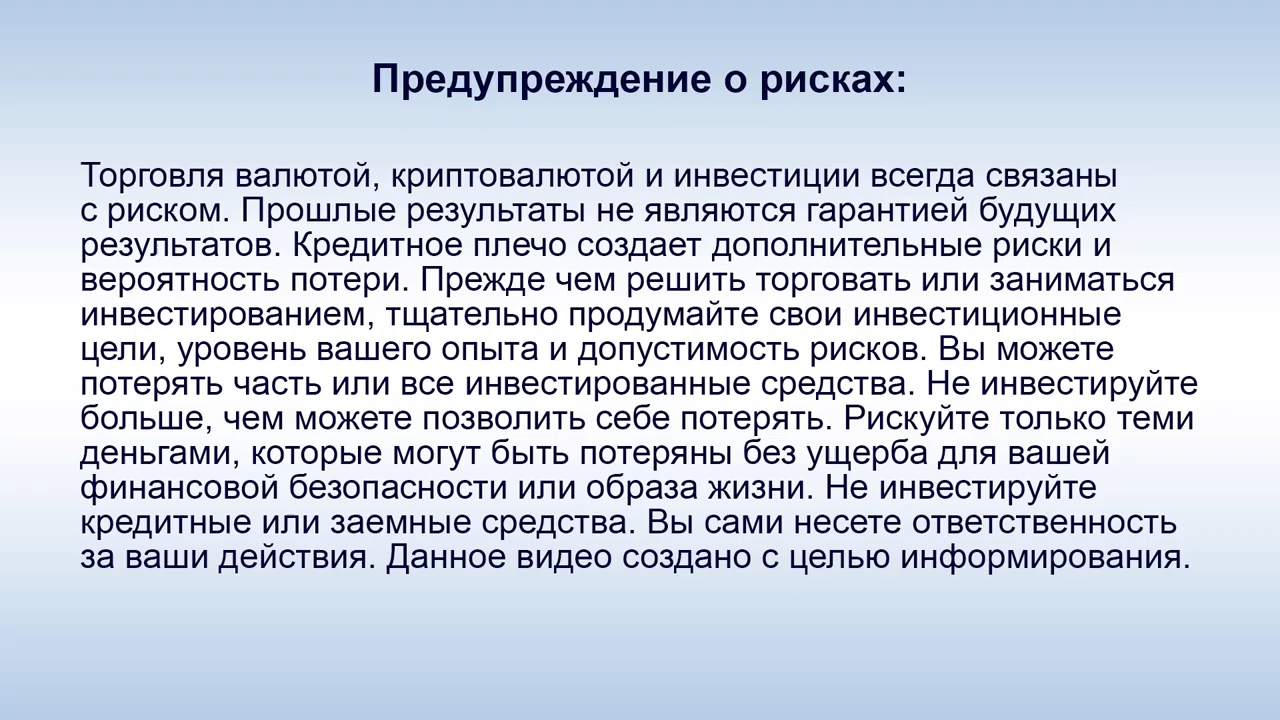 Предупреждение о рисках:
Торговля валютой, криптовалютой и инвестиции всегда связаны
с риском. Прошлые результаты не являются гарантией будущих
результатов. Кредитное плечо создает дополнительные риски и
вероятность потери. Прежде чем решить торговать или заниматься
инвестированием, тщательно продумайте свои инвестиционные
цели, уровень вашего опыта и допустимость рисков. Вы можете
потерять часть или все инвестированные средства. Не инвестируйте
больше, чем можете позволить себе потерять. Рискуйте только теми
деньгами, которые могут быть потеряны без ущерба для вашей
финансовой безопасности или образа жизни. Не инвестируйте
кредитные или заемные средства. Вы сами несете ответственность
за ваши действия. Данное видео создано с целью информирования.